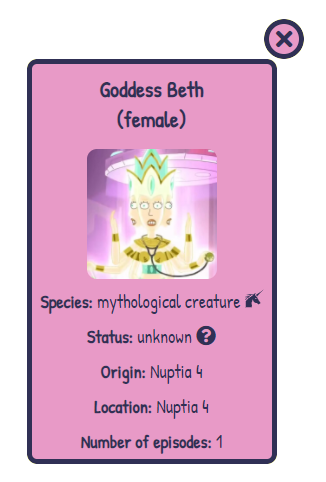 Goddess Beth
(female)
Species: mythological creature
Status: unknown
Origin: Nuptia 4
Location: Nuptia 4
Number of episodes: 1